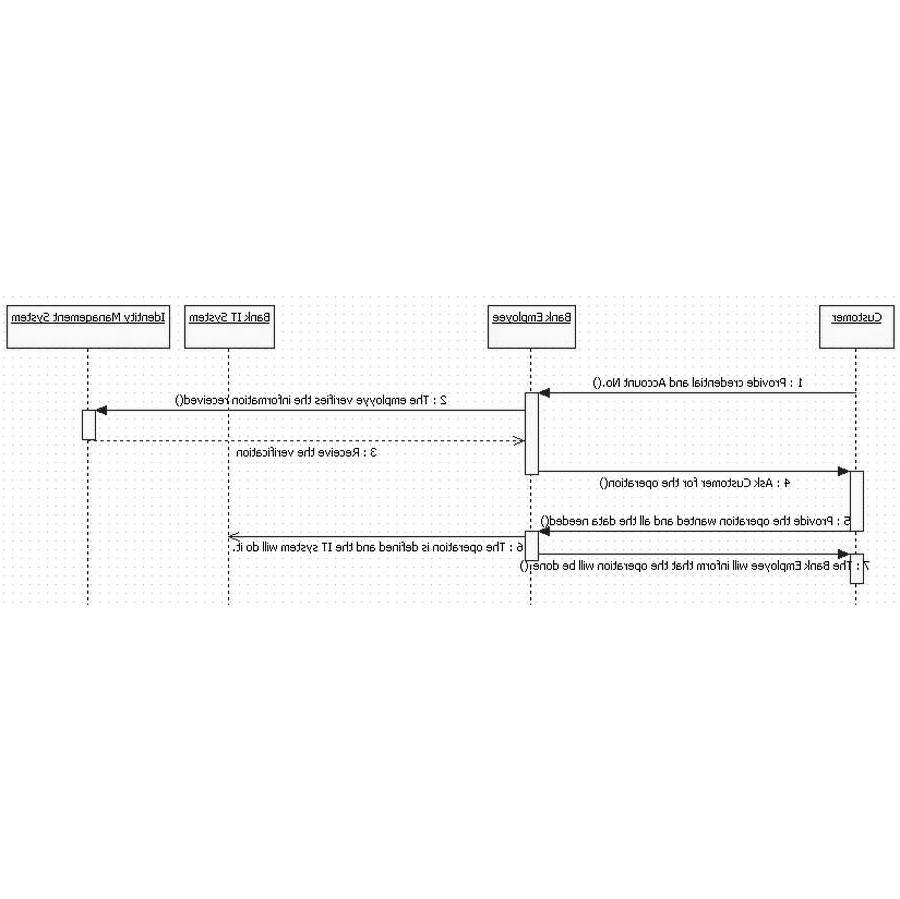 Customer
Bank Employee
Bank IT System
Identity Management System
1 : Provide credential and Account No.()
2 : The employye verifies the information received()
3 : Receive the verification
4 : Ask Customer for the operation()
5 : Provide the operation wanted and all the data needed()
6 : The operation is defined and the IT system will do it.
7 : The Bank Employee will inform that the operation will be done.()